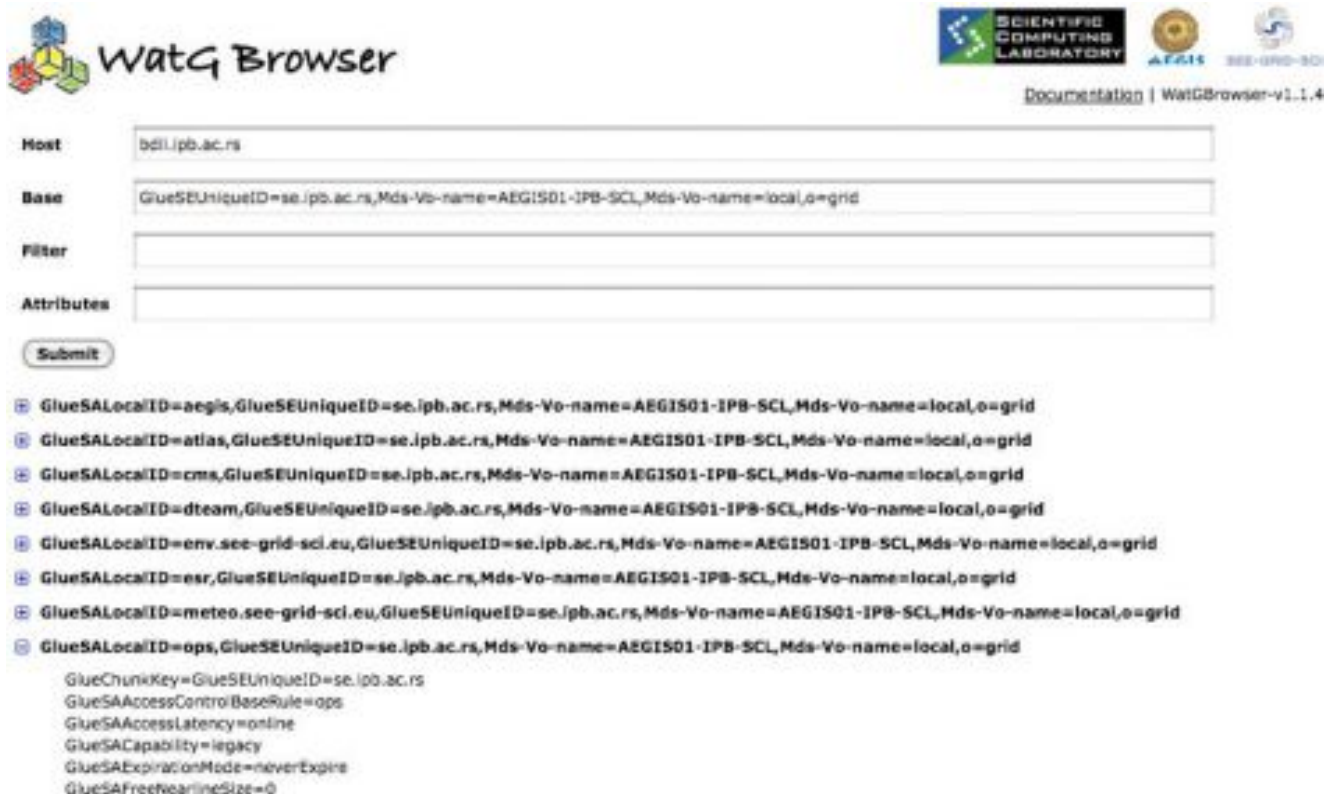 WatG Browser
SCIENTIFIC
COMPUTING
LABORATORY
AEGIS
SEE-GRID-SCI
Documentation | WatGBrowser-v1.1.4
Host
bdii.ipb.ac.rs
Base
GlueSEUniqueID=se.ipb.ac.rs,Mds-Vo-name=AEGIS01-IPB-SCL,Mds-Vo-name=local,o=grid
Filter
Attributes
Submit
GlueSALocalID=aegis,GlueSEUniqueID=se.ipb.ac.rs,Mds-Vo-name=AEGIS01-IPB-SCL,Mds-Vo-name=local,o=grid
GlueSALocalID=atlas,GlueSEUniqueID=se.ipb.ac.rs,Mds-Vo-name=AEGIS01-IPB-SCL,Mds-Vo-name=local,o=grid
GlueSALocalID=cms,GlueSEUniqueID=se.ipb.ac.rs,Mds-Vo-name=AEGIS01-IPB-SCL,Mds-Vo-name=local,o=grid
GlueSALocalID=dteam,GlueSEUniqueID=se.ipb.ac.rs,Mds-Vo-name=AEGIS01-IPB-SCL,Mds-Vo-name=local,o=grid
GlueSALocalID=env.see-grid-sci.eu,GlueSEUniqueID=se.ipb.ac.rs,Mds-Vo-name=AEGIS01-IPB-SCL,Mds-Vo-name=local,o=grid
GlueSALocalID=esr,GlueSEUniqueID=se.ipb.ac.rs,Mds-Vo-name=AEGIS01-IPB-SCL,Mds-Vo-name=local,o=grid
GlueSALocalID=meteo.see-grid-sci.eu,GlueSEUniqueID=se.ipb.ac.rs,Mds-Vo-name=AEGIS01-IPB-SCL,Mds-Vo-name=local,o=grid
GlueSALocalID=ops,GlueSEUniqueID=se.ipb.ac.rs,Mds-Vo-name=AEGIS01-IPB-SCL,Mds-Vo-name=local,o=grid
GlueChunkKey=GlueSEUniqueID=se.ipb.ac.rs
GlueSAAccessControlBaseRule=ops
GlueSAAccessLatency=online
GlueSACapability=legacy
GlueSAExpirationMode=neverExpire
GlueSAFreeNearlineSize=0